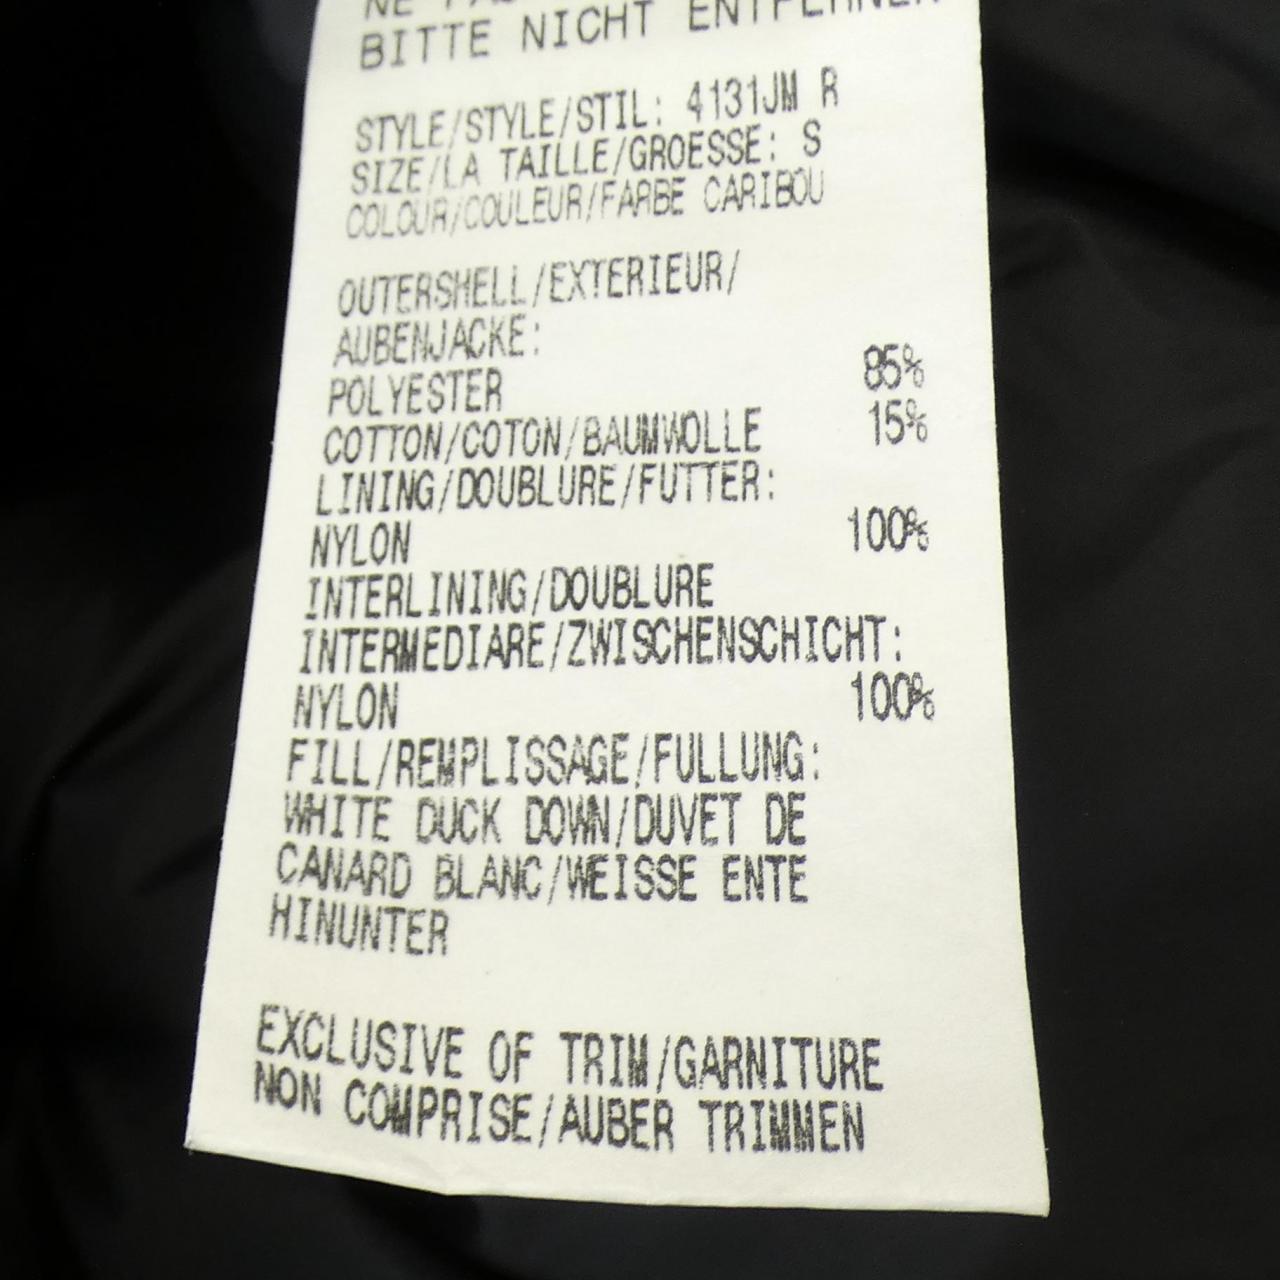 BITTE NICHT ENTFERNEN
STYLE/STYLE/STIL: 4131JM R
SIZE/LA TAILLE/GROESSE: S
COLOUR/COULEUR/FARBE CARIBOU
OUTERSHELL/EXTERIEUR/
AUBENJACKE:
POLYESTER 85%
COTTON/COTON/BAUMWOLLE 15%
LINING/DOUBLURE/FUTTER:
NYLON 100%
INTERLINING/DOUBLURE
INTERMEDIARE/ZWISCHENSCHICHT:
NYLON 100%
FILL/REMPLISSAGE/FULLUNG:
WHITE DUCK DOWN/DUVET DE
CANARD BLANC/WEISSE ENTE
HINUNTER
EXCLUSIVE OF TRIM/GARNITURE
NON COMPRISE/AUBER TRIMMEN